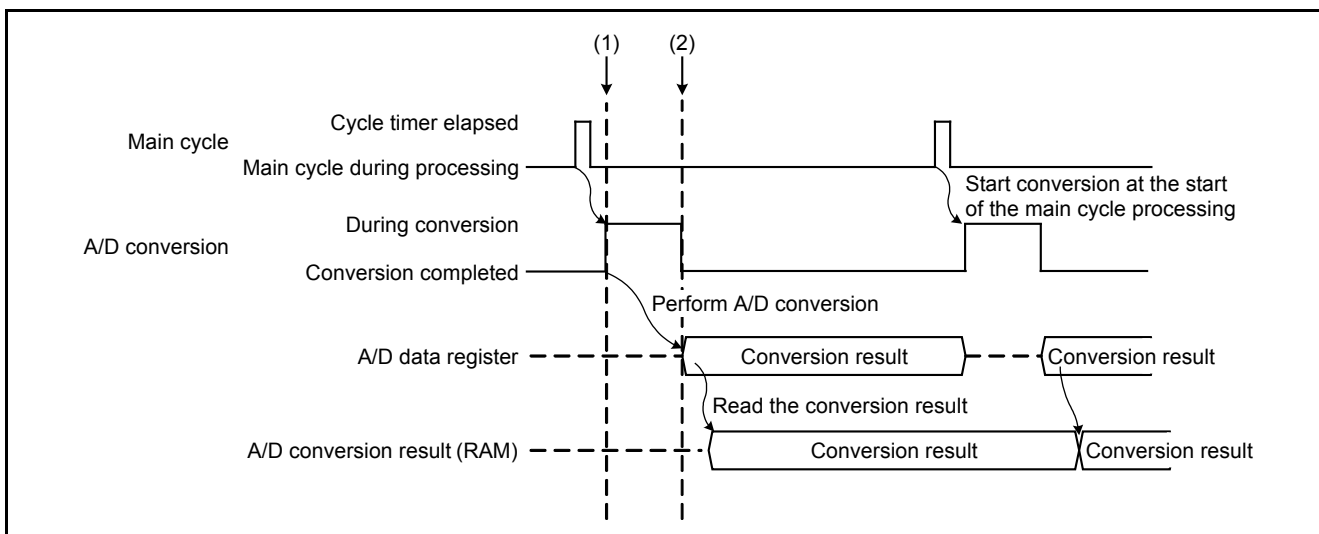 (1) (2)
Cycle timer elapsed
Main cycle
Main cycle during processing
Start conversion at the start
of the main cycle processing
During conversion
A/D conversion
Conversion completed
Perform A/D conversion
A/D data register
Conversion result
Conversion result
Read the conversion result
A/D conversion result (RAM)
Conversion result
Conversion result